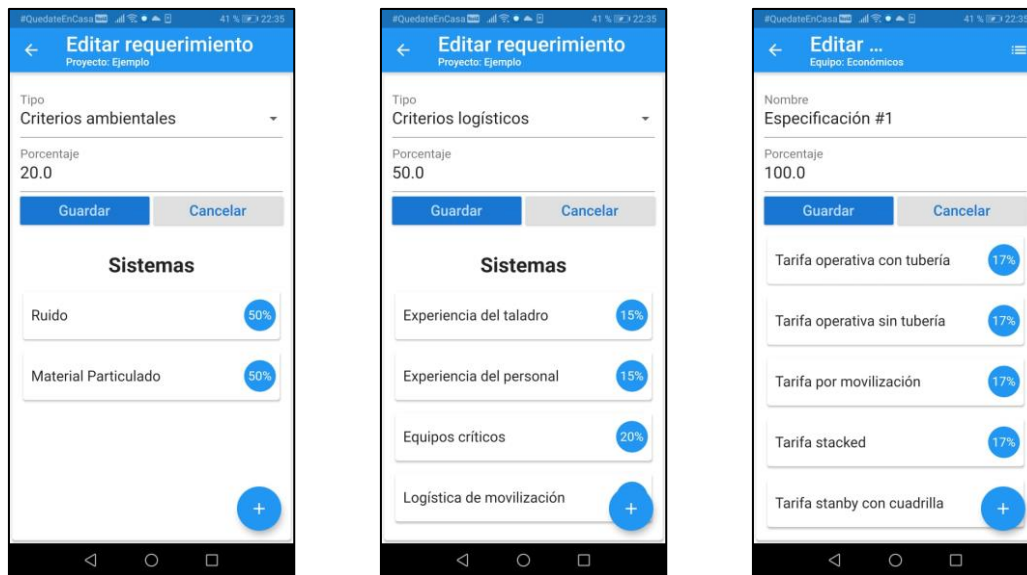 #QuedateEnCasa 41 % 22:35
Editar requerimiento
Proyecto: Ejemplo
Tipo
Criterios ambientales
Porcentaje
20.0
Guardar Cancelar
Sistemas
Ruido 50%
Material Particulado 50%
+
#QuedateEnCasa 41 % 22:35
Editar requerimiento
Proyecto: Ejemplo
Tipo
Criterios logísticos
Porcentaje
50.0
Guardar Cancelar
Sistemas
Experiencia del taladro 15%
Experiencia del personal 15%
Equipos críticos 20%
Logística de movilización
+
#QuedateEnCasa 41 % 22:35
Editar ...
Equipo: Económicos
Nombre
Especificación #1
Porcentaje
100.0
Guardar Cancelar
Tarifa operativa con tubería 17%
Tarifa operativa sin tubería 17%
Tarifa por movilización 17%
Tarifa stacked 17%
Tarifa stanby con cuadrilla
+